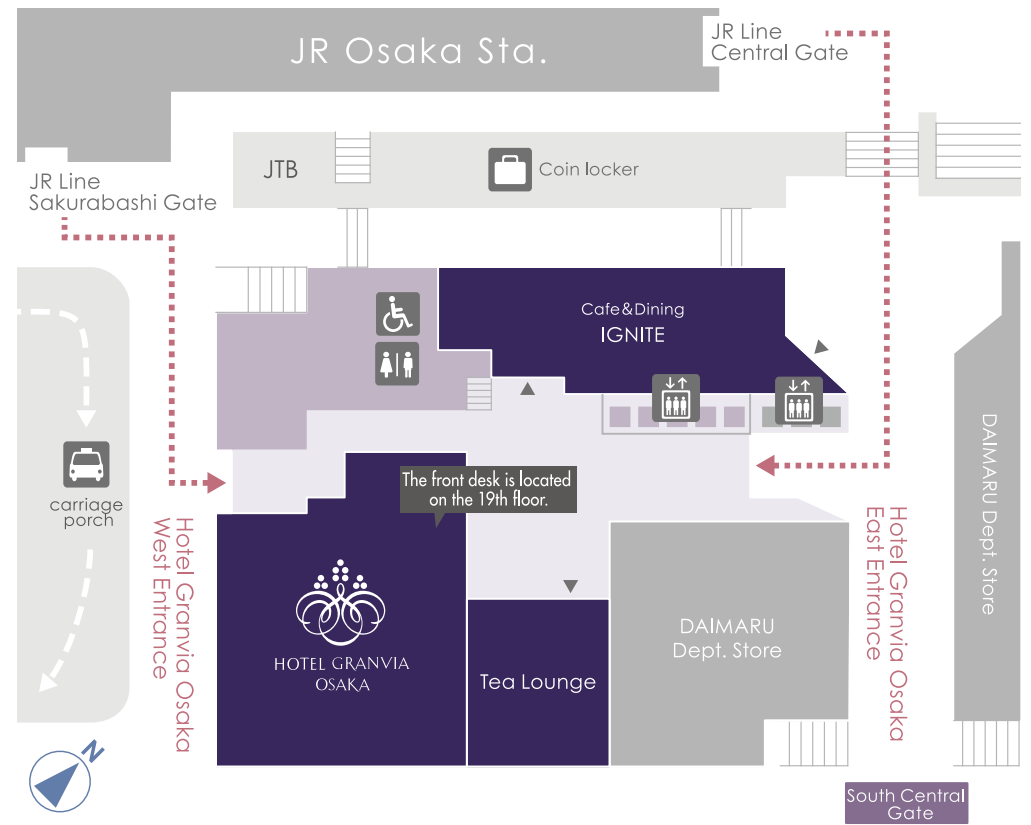 JR Osaka Sta.
JR Line
Central Gate
JTB
Coin locker
JR Line
Sakurabashi Gate
Cafe&Dining
IGNITE
carriage
porch
The front desk is located
on the 19th floor.
Hotel Granvia Osaka
West Entrance
Hotel Granvia Osaka
East Entrance
DAIMARU Dept. Store
HOTEL GRANVIA
OSAKA
Tea Lounge
DAIMARU
Dept. Store
N
South Central
Gate